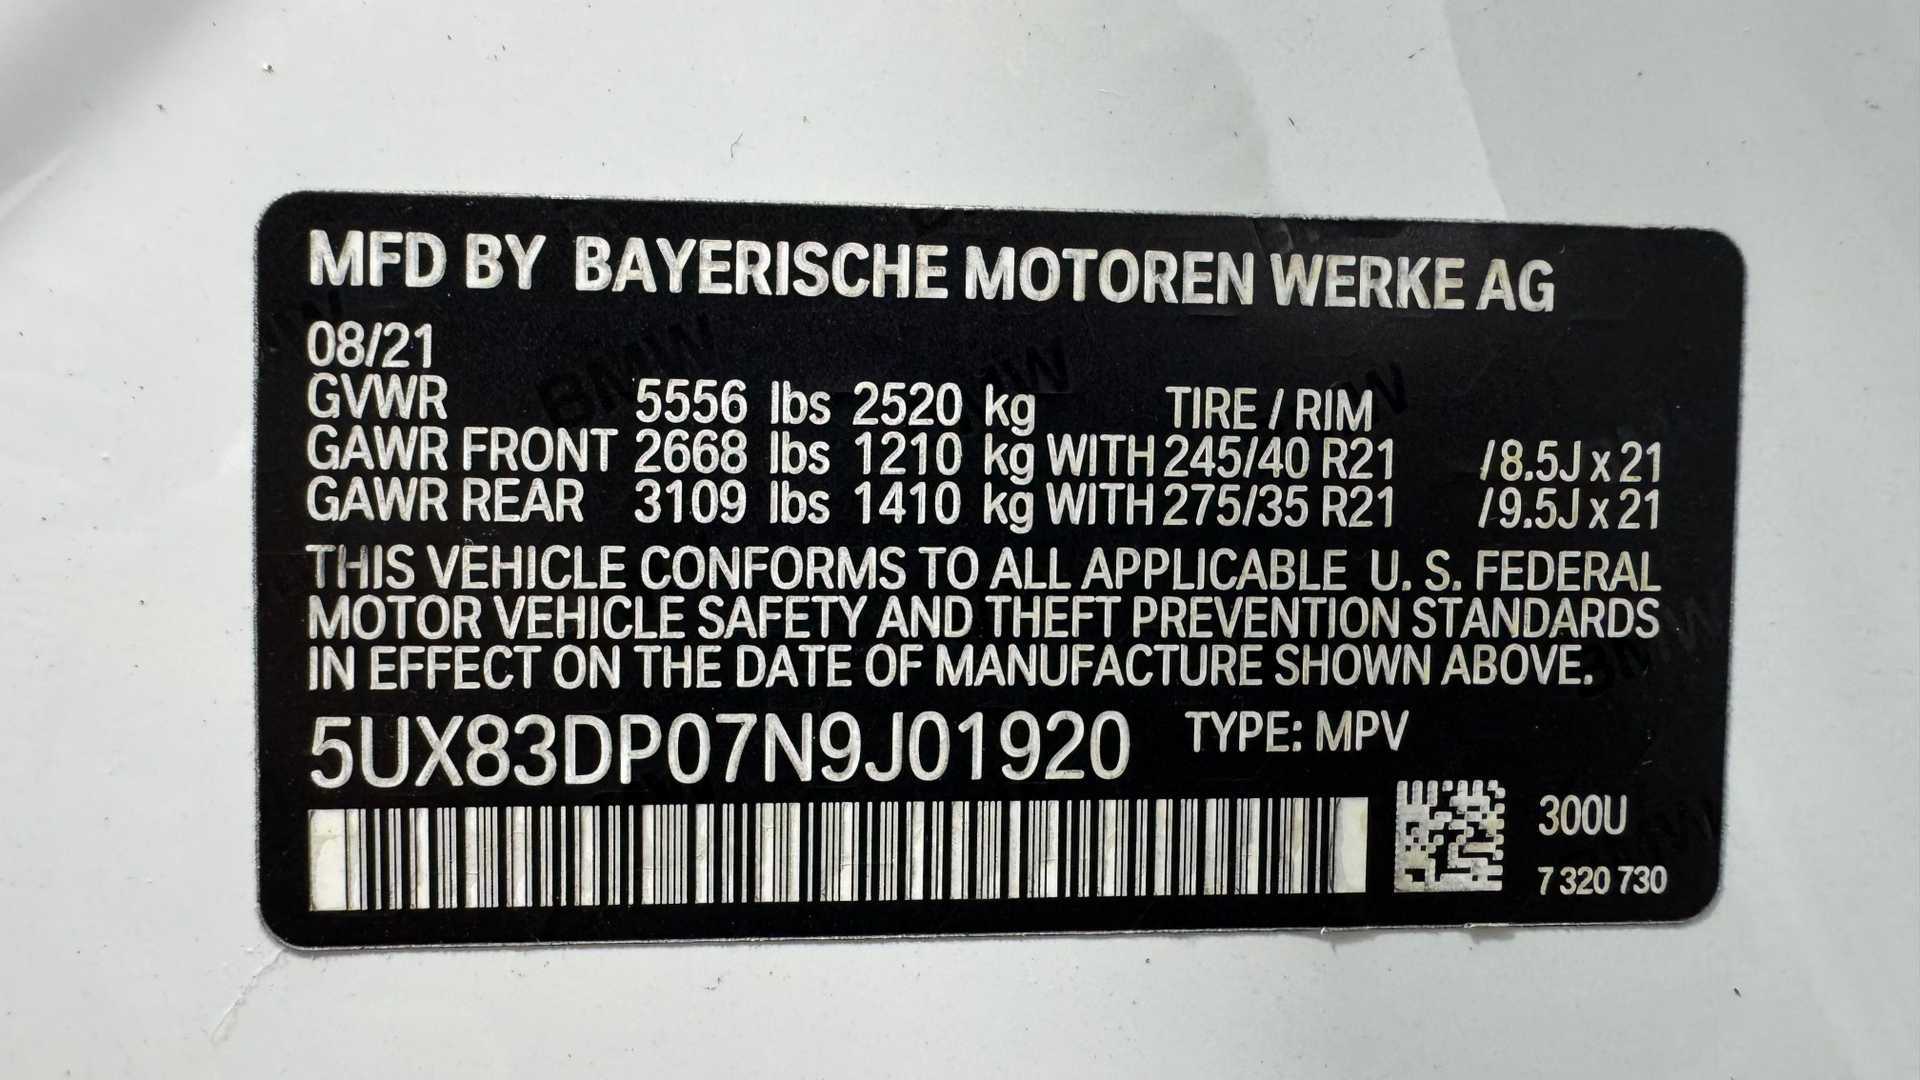 MFD BY BAYERISCHE MOTOREN WERKE AG
08/21
GVWR 5556 lbs 2520 kg TIRE / RIM
GAWR FRONT 2668 lbs 1210 kg WITH 245/40 R21 /8.5J x 21
GAWR REAR 3109 lbs 1410 kg WITH 275/35 R21 /9.5J x 21
THIS VEHICLE CONFORMS TO ALL APPLICABLE U. S. FEDERAL
MOTOR VEHICLE SAFETY AND THEFT PREVENTION STANDARDS
IN EFFECT ON THE DATE OF MANUFACTURE SHOWN ABOVE.
5UX83DP07N9J01920 TYPE: MPV
300U
7 320 730